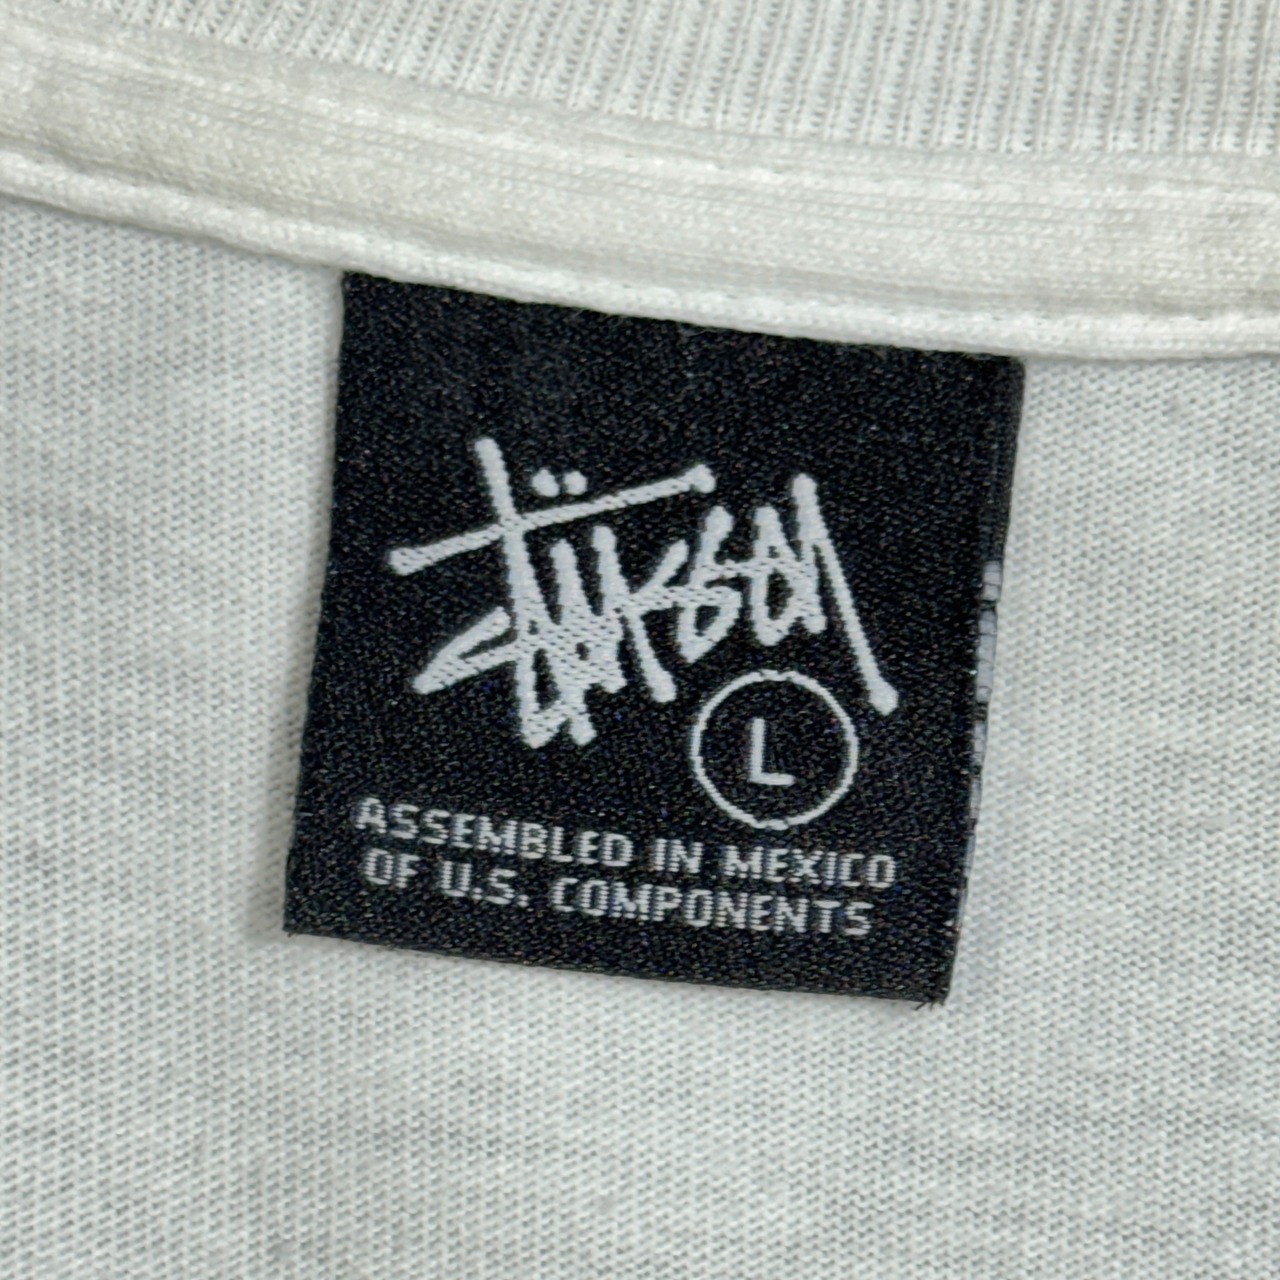 Stüssy
L
ASSEMBLED IN MEXICO
OF U.S. COMPONENTS